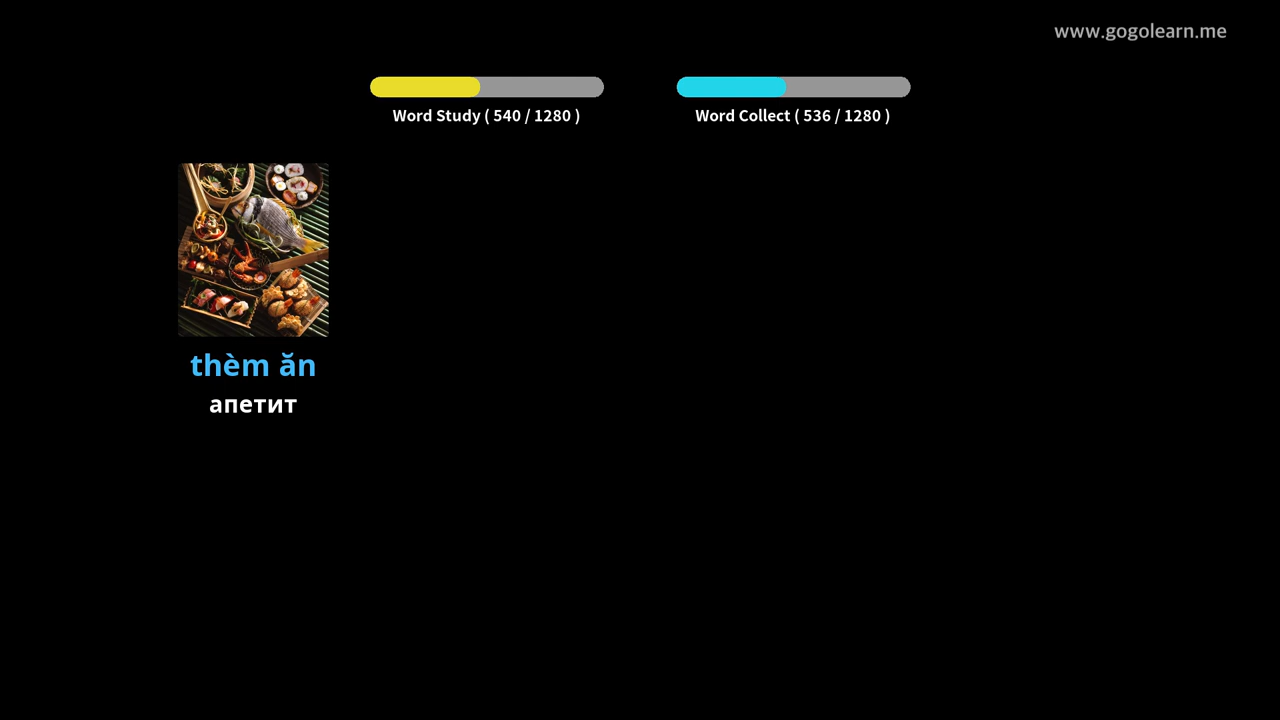 www.gogolearn.me
Word Study ( 540 / 1280 )
Word Collect ( 536 / 1280 )
thèm ăn
апетит